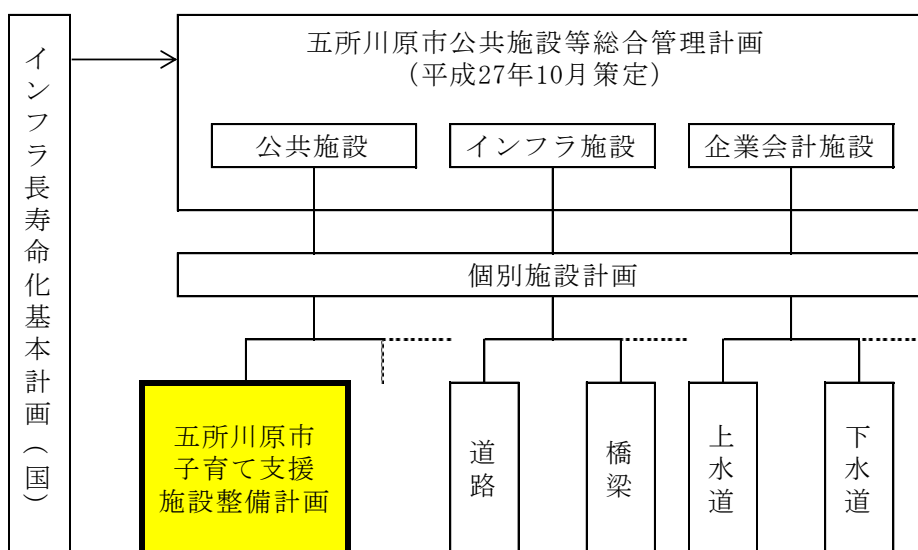 インフラ長寿命化基本計画（国）
五所川原市公共施設等総合管理計画
（平成27年10月策定）
公共施設
インフラ施設
企業会計施設
個別施設計画
五所川原市
子育て支援
施設整備計画
道路
橋梁
上水道
下水道